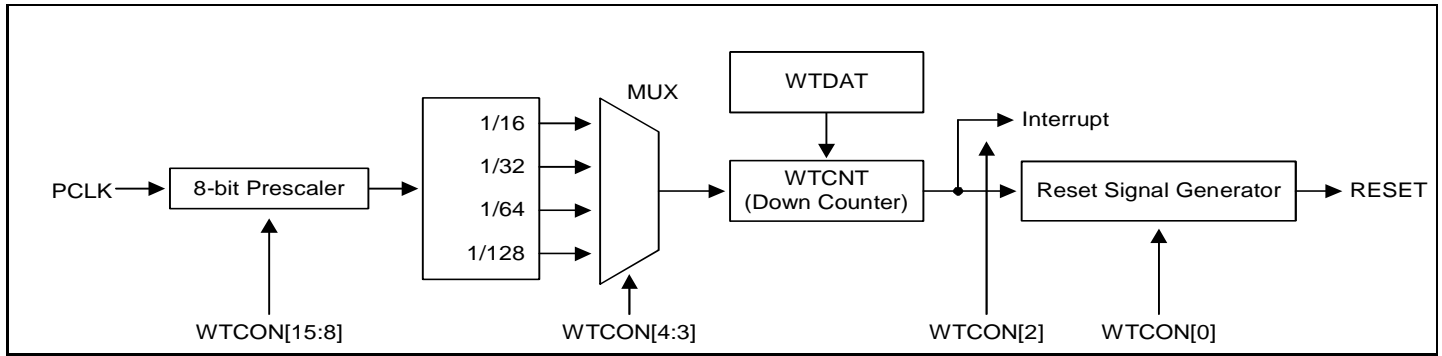 PCLK
8-bit Prescaler
WTCON[15:8]
1/16
1/32
1/64
1/128
MUX
WTCON[4:3]
WTDAT
WTCNT
(Down Counter)
Interrupt
WTCON[2]
Reset Signal Generator
WTCON[0]
RESET